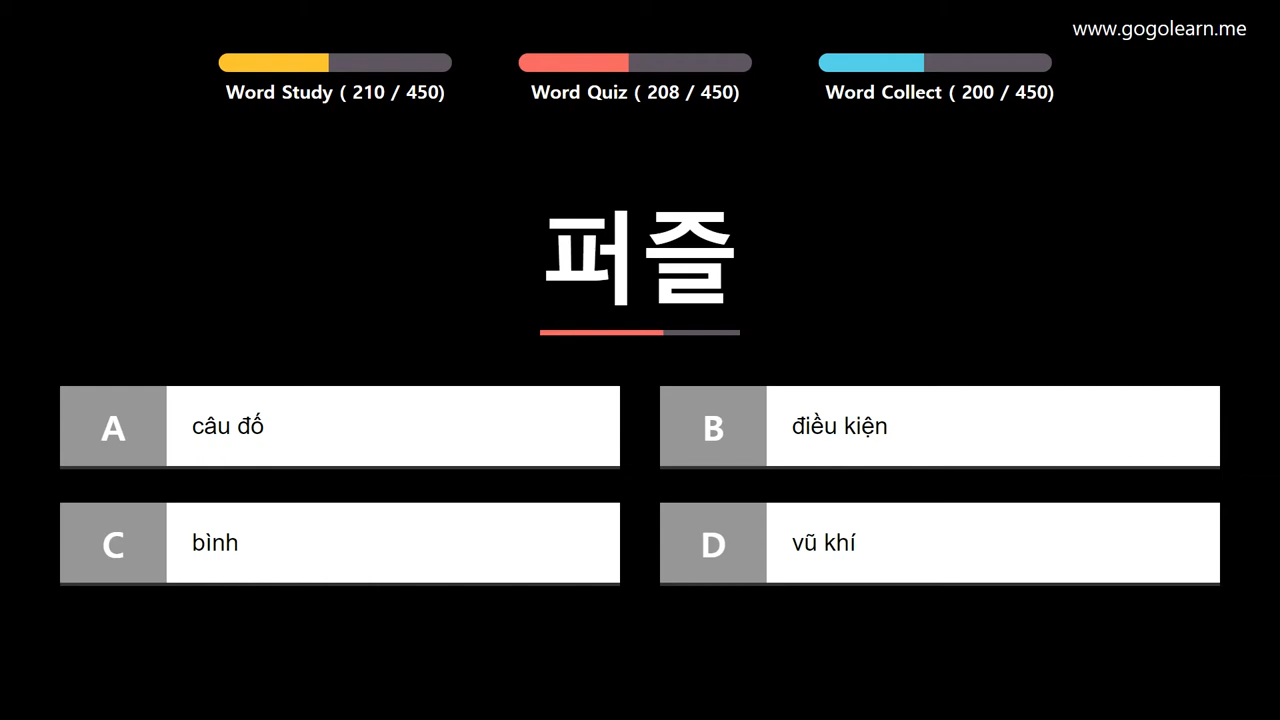 www.gogolearn.me
Word Study ( 210 / 450)
Word Quiz ( 208 / 450)
Word Collect ( 200 / 450)
퍼즐
A câu đố
B điều kiện
C bình
D vũ khí